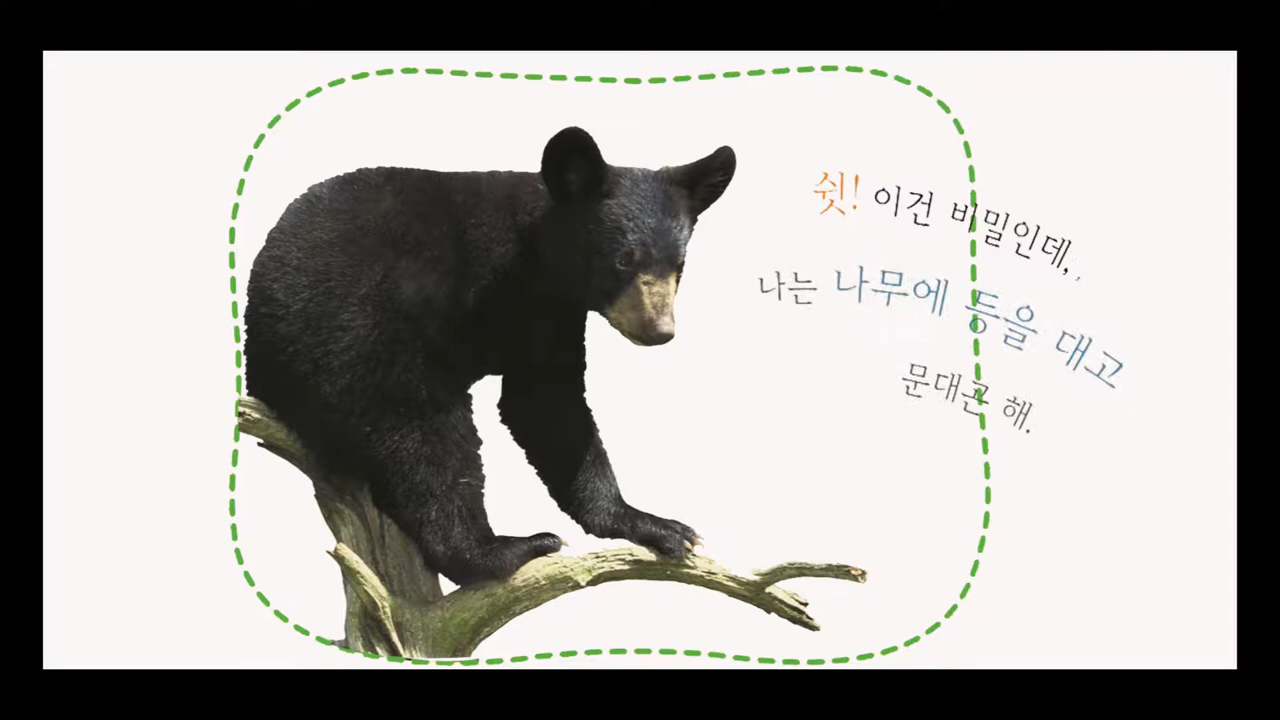 쉿! 이건 비밀인데,
나는 나무에 등을 대고
문대곤 해.